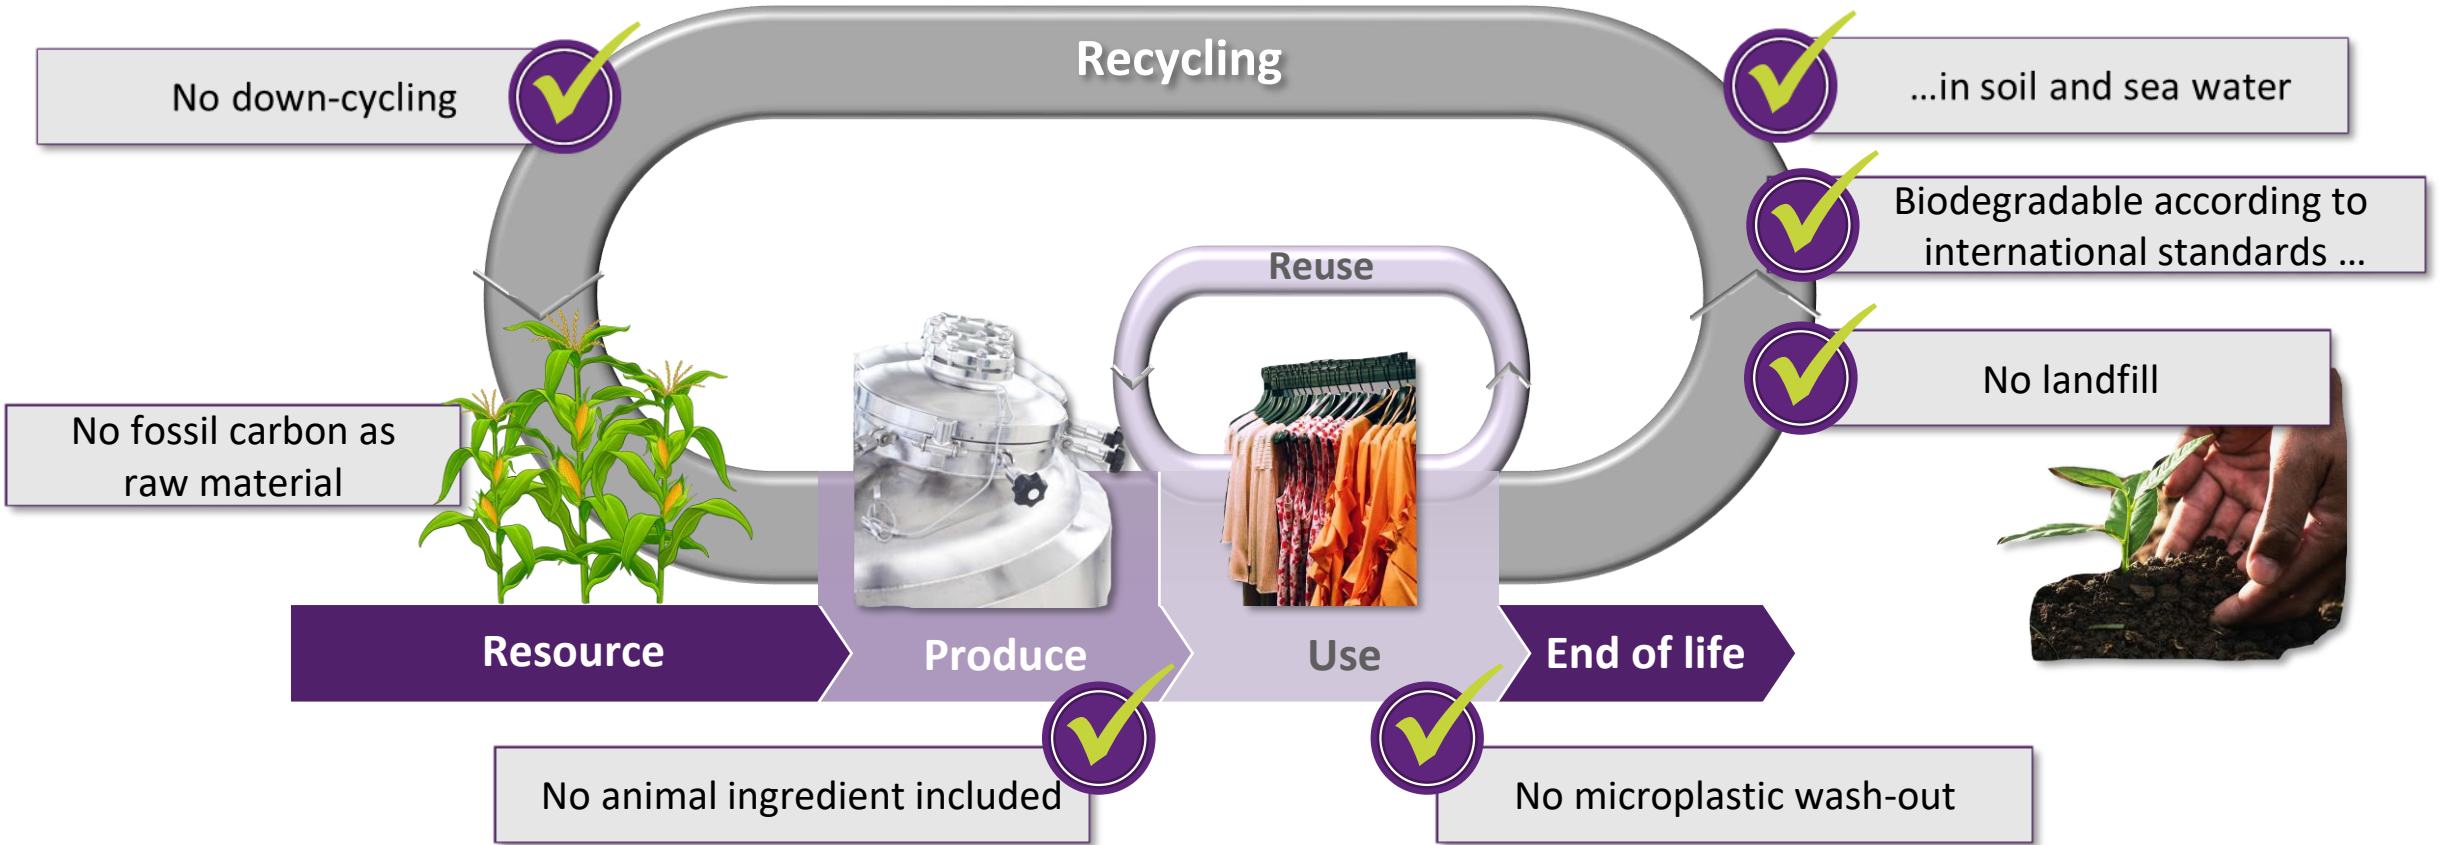 Recycling
No down-cycling
...in soil and sea water
Biodegradable according to
international standards ...
Reuse
No landfill
No fossil carbon as
raw material
Resource
Produce
Use
End of life
No animal ingredient included
No microplastic wash-out